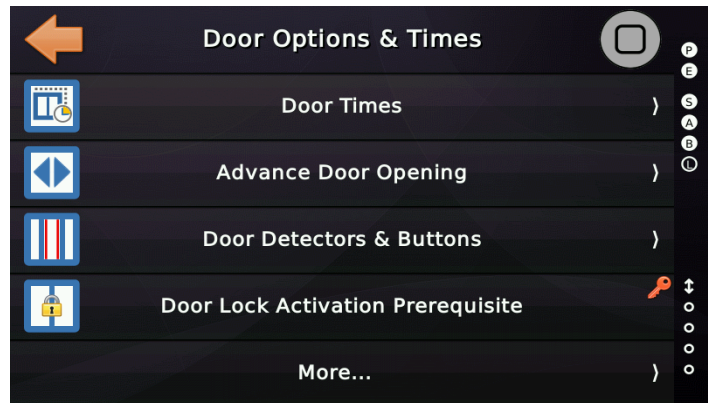 Door Options & Times
P
E
Door Times ⟩
S
A
B
L
Advance Door Opening ⟩
Door Detectors & Buttons ⟩
Door Lock Activation Prerequisite
More... ⟩